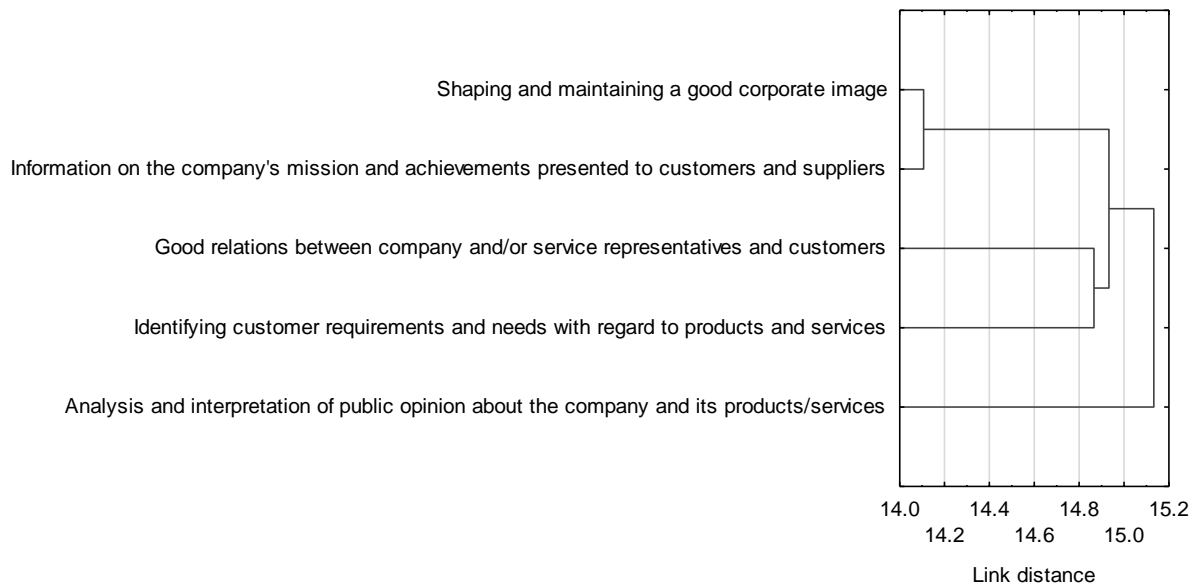 Shaping and maintaining a good corporate image
Information on the company's mission and achievements presented to customers and suppliers
Good relations between company and/or service representatives and customers
Identifying customer requirements and needs with regard to products and services
Analysis and interpretation of public opinion about the company and its products/services
14.0 14.4 14.8 15.2
14.2 14.6 15.0
Link distance